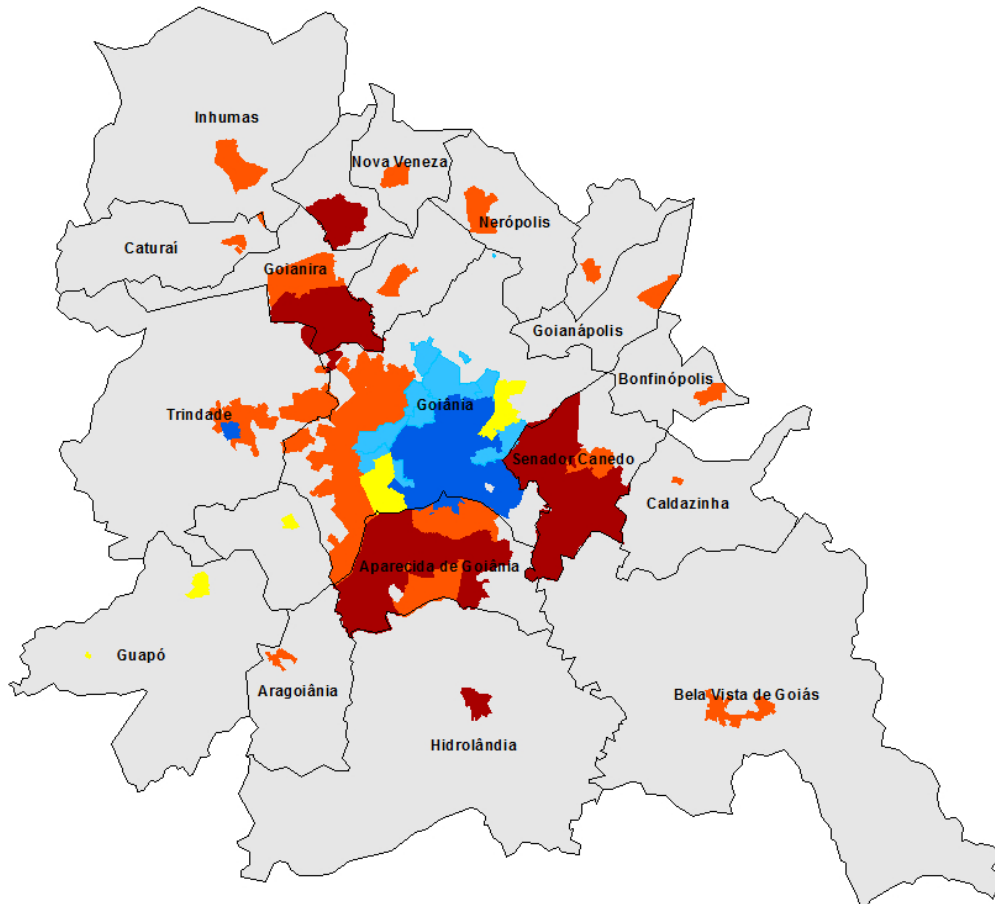 Inhumas
Nova Veneza
Nerópolis
Caturaí
Goianira
Goianápolis
Bonfinópolis
Goiânia
Trindade
Senador Canedo
Caldazinha
Aparecida de Goiânia
Guapó
Aragoiânia
Bela Vista de Goiás
Hidrolândia